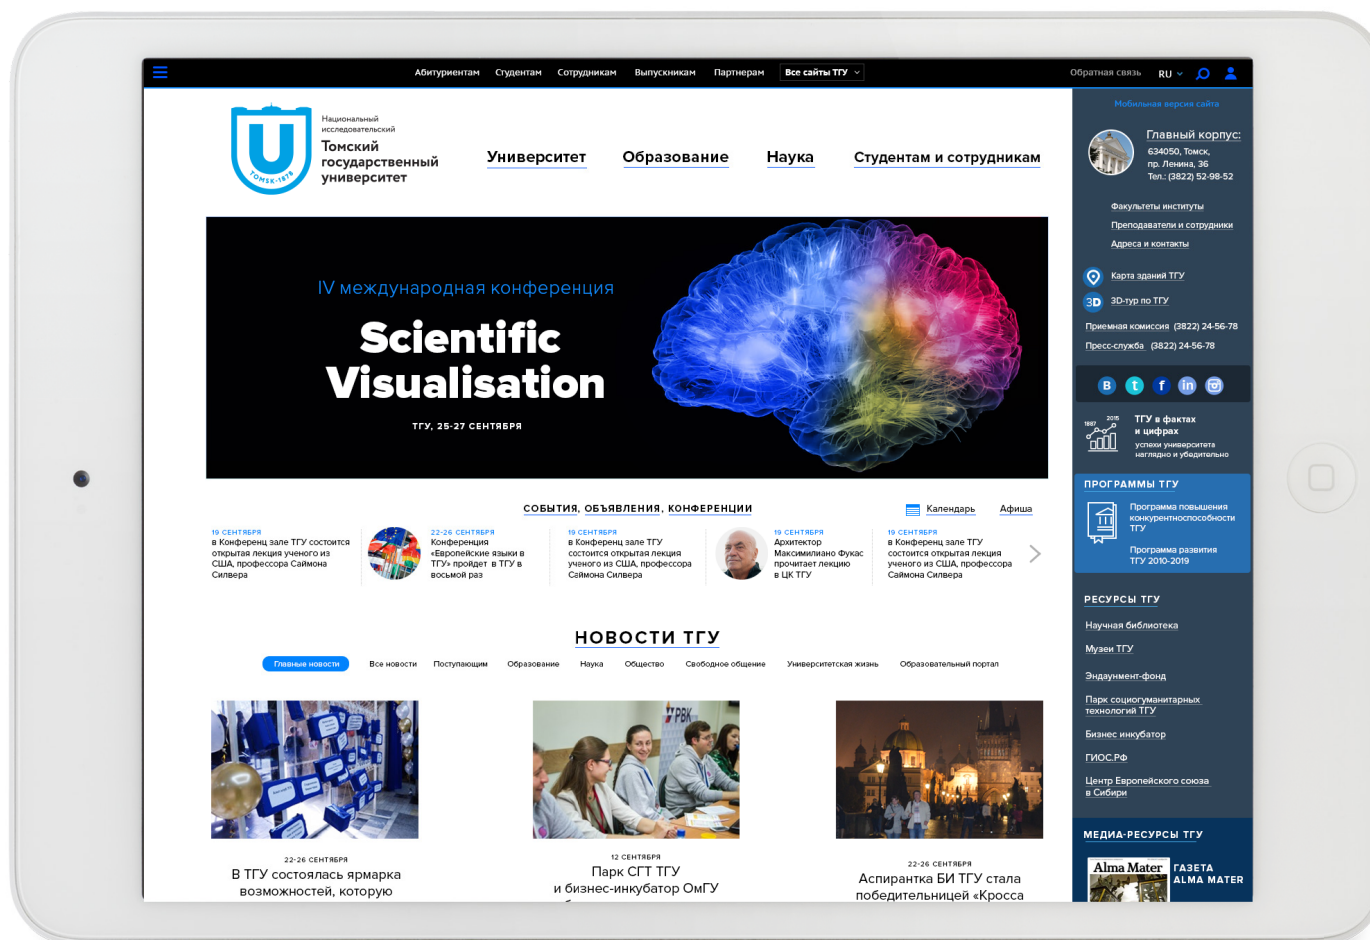 Абитуриентам Студентам Сотрудникам Выпускникам Партнерам Все сайты ТГУ
Обратная связь RU
Национальный
исследовательский
Томский
государственный
университет
TOMSK-1878
Университет Образование Наука Студентам и сотрудникам
IV международная конференция
Scientific
Visualisation
ТГУ, 25-27 СЕНТЯБРЯ
СОБЫТИЯ, ОБЪЯВЛЕНИЯ, КОНФЕРЕНЦИИ
Календарь Афиша
19 СЕНТЯБРЯ
в Конференц зале ТГУ состоится
открытая лекция ученого из
США, профессора Саймона
Силвера
22-26 СЕНТЯБРЯ
Конференция
«Европейские языки в
ТГУ» пройдет в ТГУ в
восьмой раз
19 СЕНТЯБРЯ
в Конференц зале ТГУ
состоится открытая лекция
ученого из США, профессора
Саймона Силвера
19 СЕНТЯБРЯ
Архитектор
Максимилиано Фукас
прочитает лекцию
в ЦК ТГУ
19 СЕНТЯБРЯ
в Конференц зале ТГУ
состоится открытая лекция
ученого из США, профессора
Саймона Силвера
НОВОСТИ ТГУ
Главные новости Все новости Поступающим Образование Наука Общество Свободное общение Университетская жизнь Образовательный портал
РВК
22-26 СЕНТЯБРЯ
В ТГУ состоялась ярмарка
возможностей, которую
12 СЕНТЯБРЯ
Парк СГТ ТГУ
и бизнес-инкубатор ОмГУ
22-26 СЕНТЯБРЯ
Аспирантка БИ ТГУ стала
победительницей «Кросса
Мобильная версия сайта
Главный корпус:
634050, Томск,
пр. Ленина, 36
Тел.: (3822) 52-98-52
Факультеты институты
Преподаватели и сотрудники
Адреса и контакты
Карта зданий ТГУ
3D 3D-тур по ТГУ
Приемная комиссия (3822) 24-56-78
Пресс-служба (3822) 24-56-78
В t f in
1887 2015
ТГУ в фактах
и цифрах
успехи университета
наглядно и убедительно
ПРОГРАММЫ ТГУ
Программа повышения
конкурентноспособности
ТГУ
Программа развития
ТГУ 2010-2019
РЕСУРСЫ ТГУ
Научная библиотека
Музеи ТГУ
Эндаунмент-фонд
Парк социогуманитарных
технологий ТГУ
Бизнес инкубатор
ГИОС.РФ
Центр Европейского союза
в Сибири
МЕДИА-РЕСУРСЫ ТГУ
Alma Mater
ГАЗЕТА
ALMA MATER